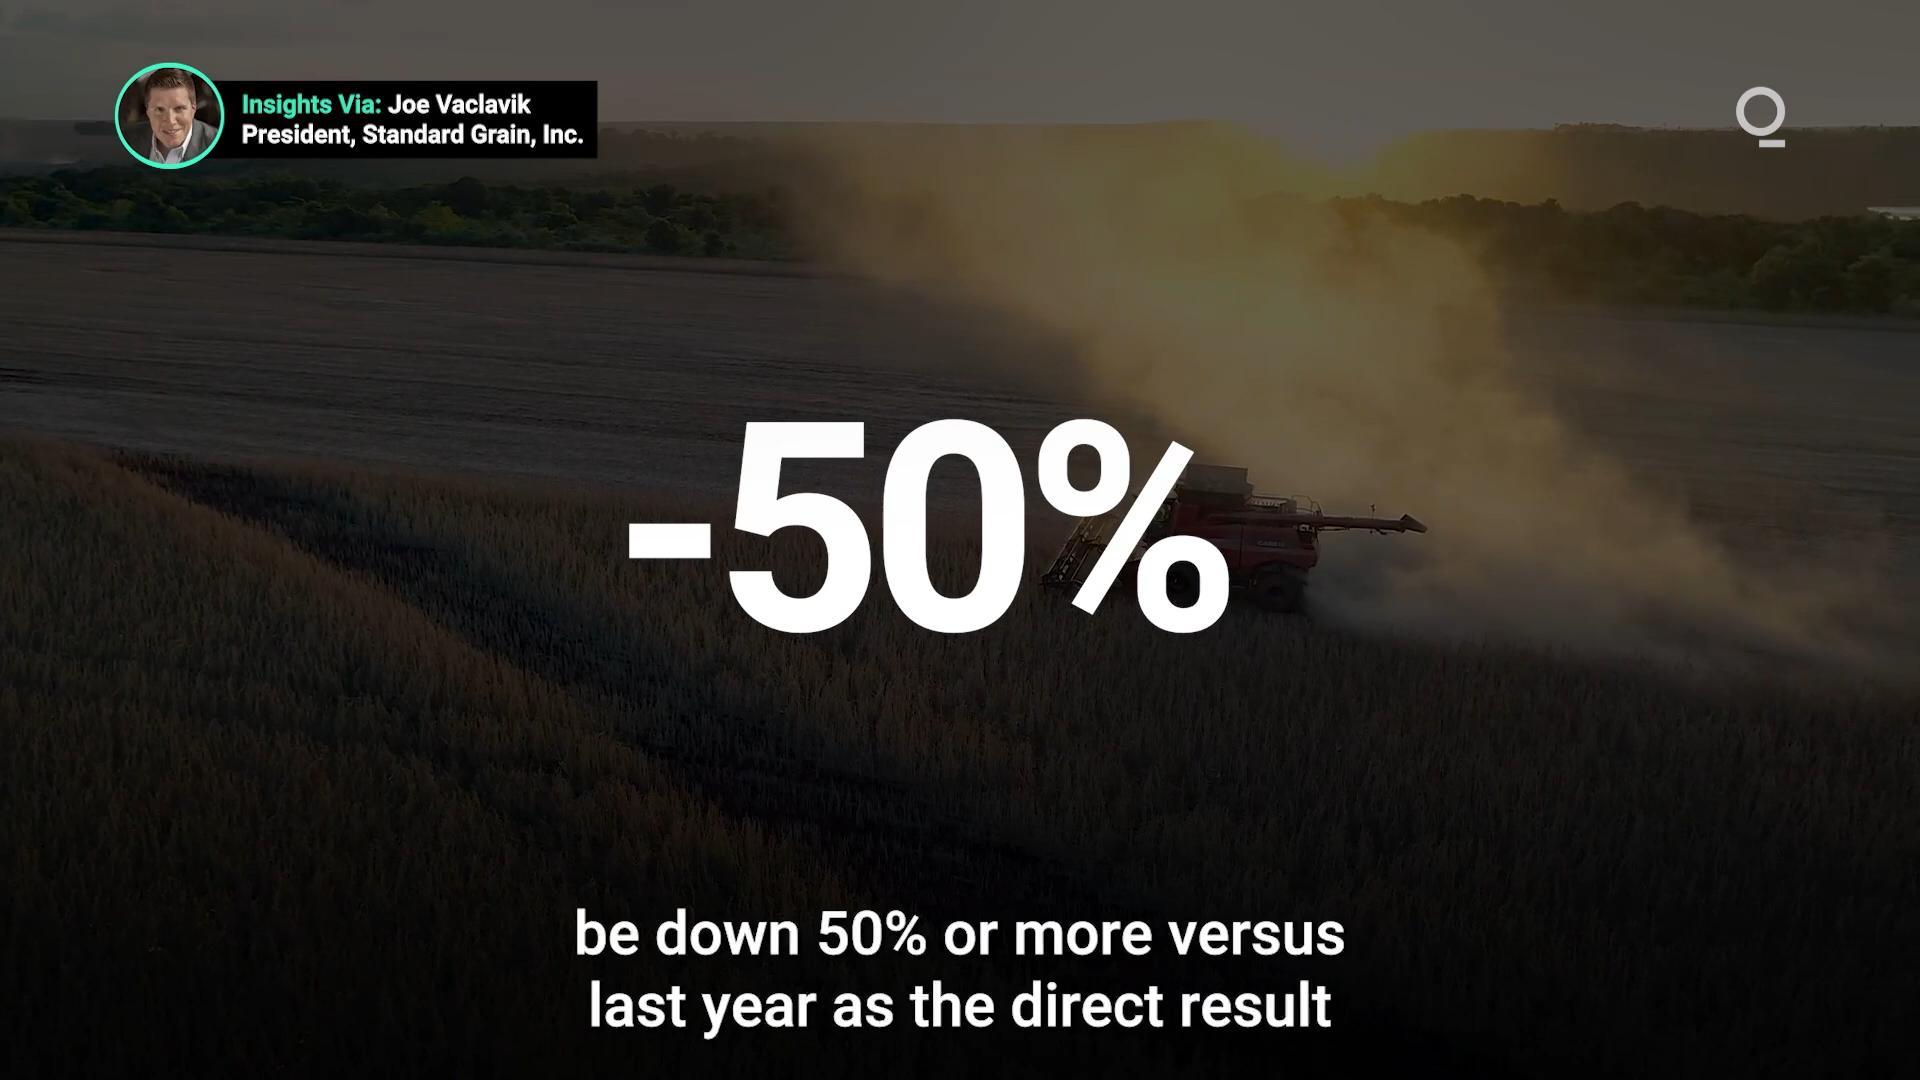 Insights Via: Joe Vaclavik
President, Standard Grain, Inc.
-50%
be down 50% or more versus
last year as the direct result